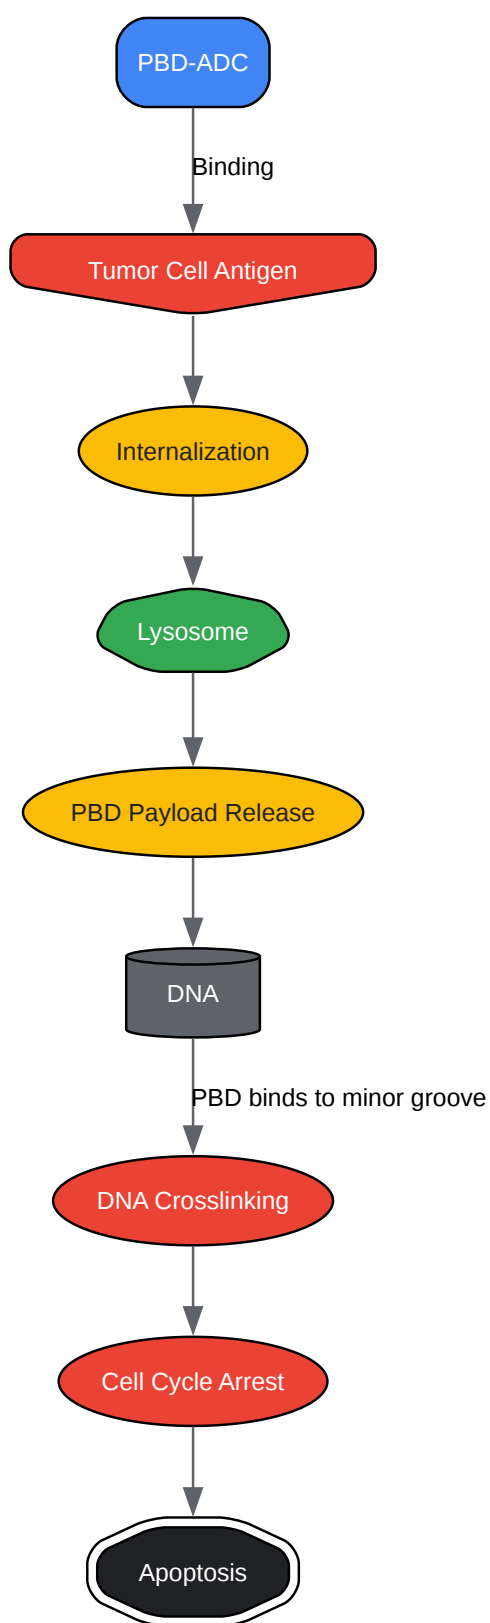 PBD-ADC
Binding
Tumor Cell Antigen
Internalization
Lysosome
PBD Payload Release
DNA
PBD binds to minor groove
DNA Crosslinking
Cell Cycle Arrest
Apoptosis